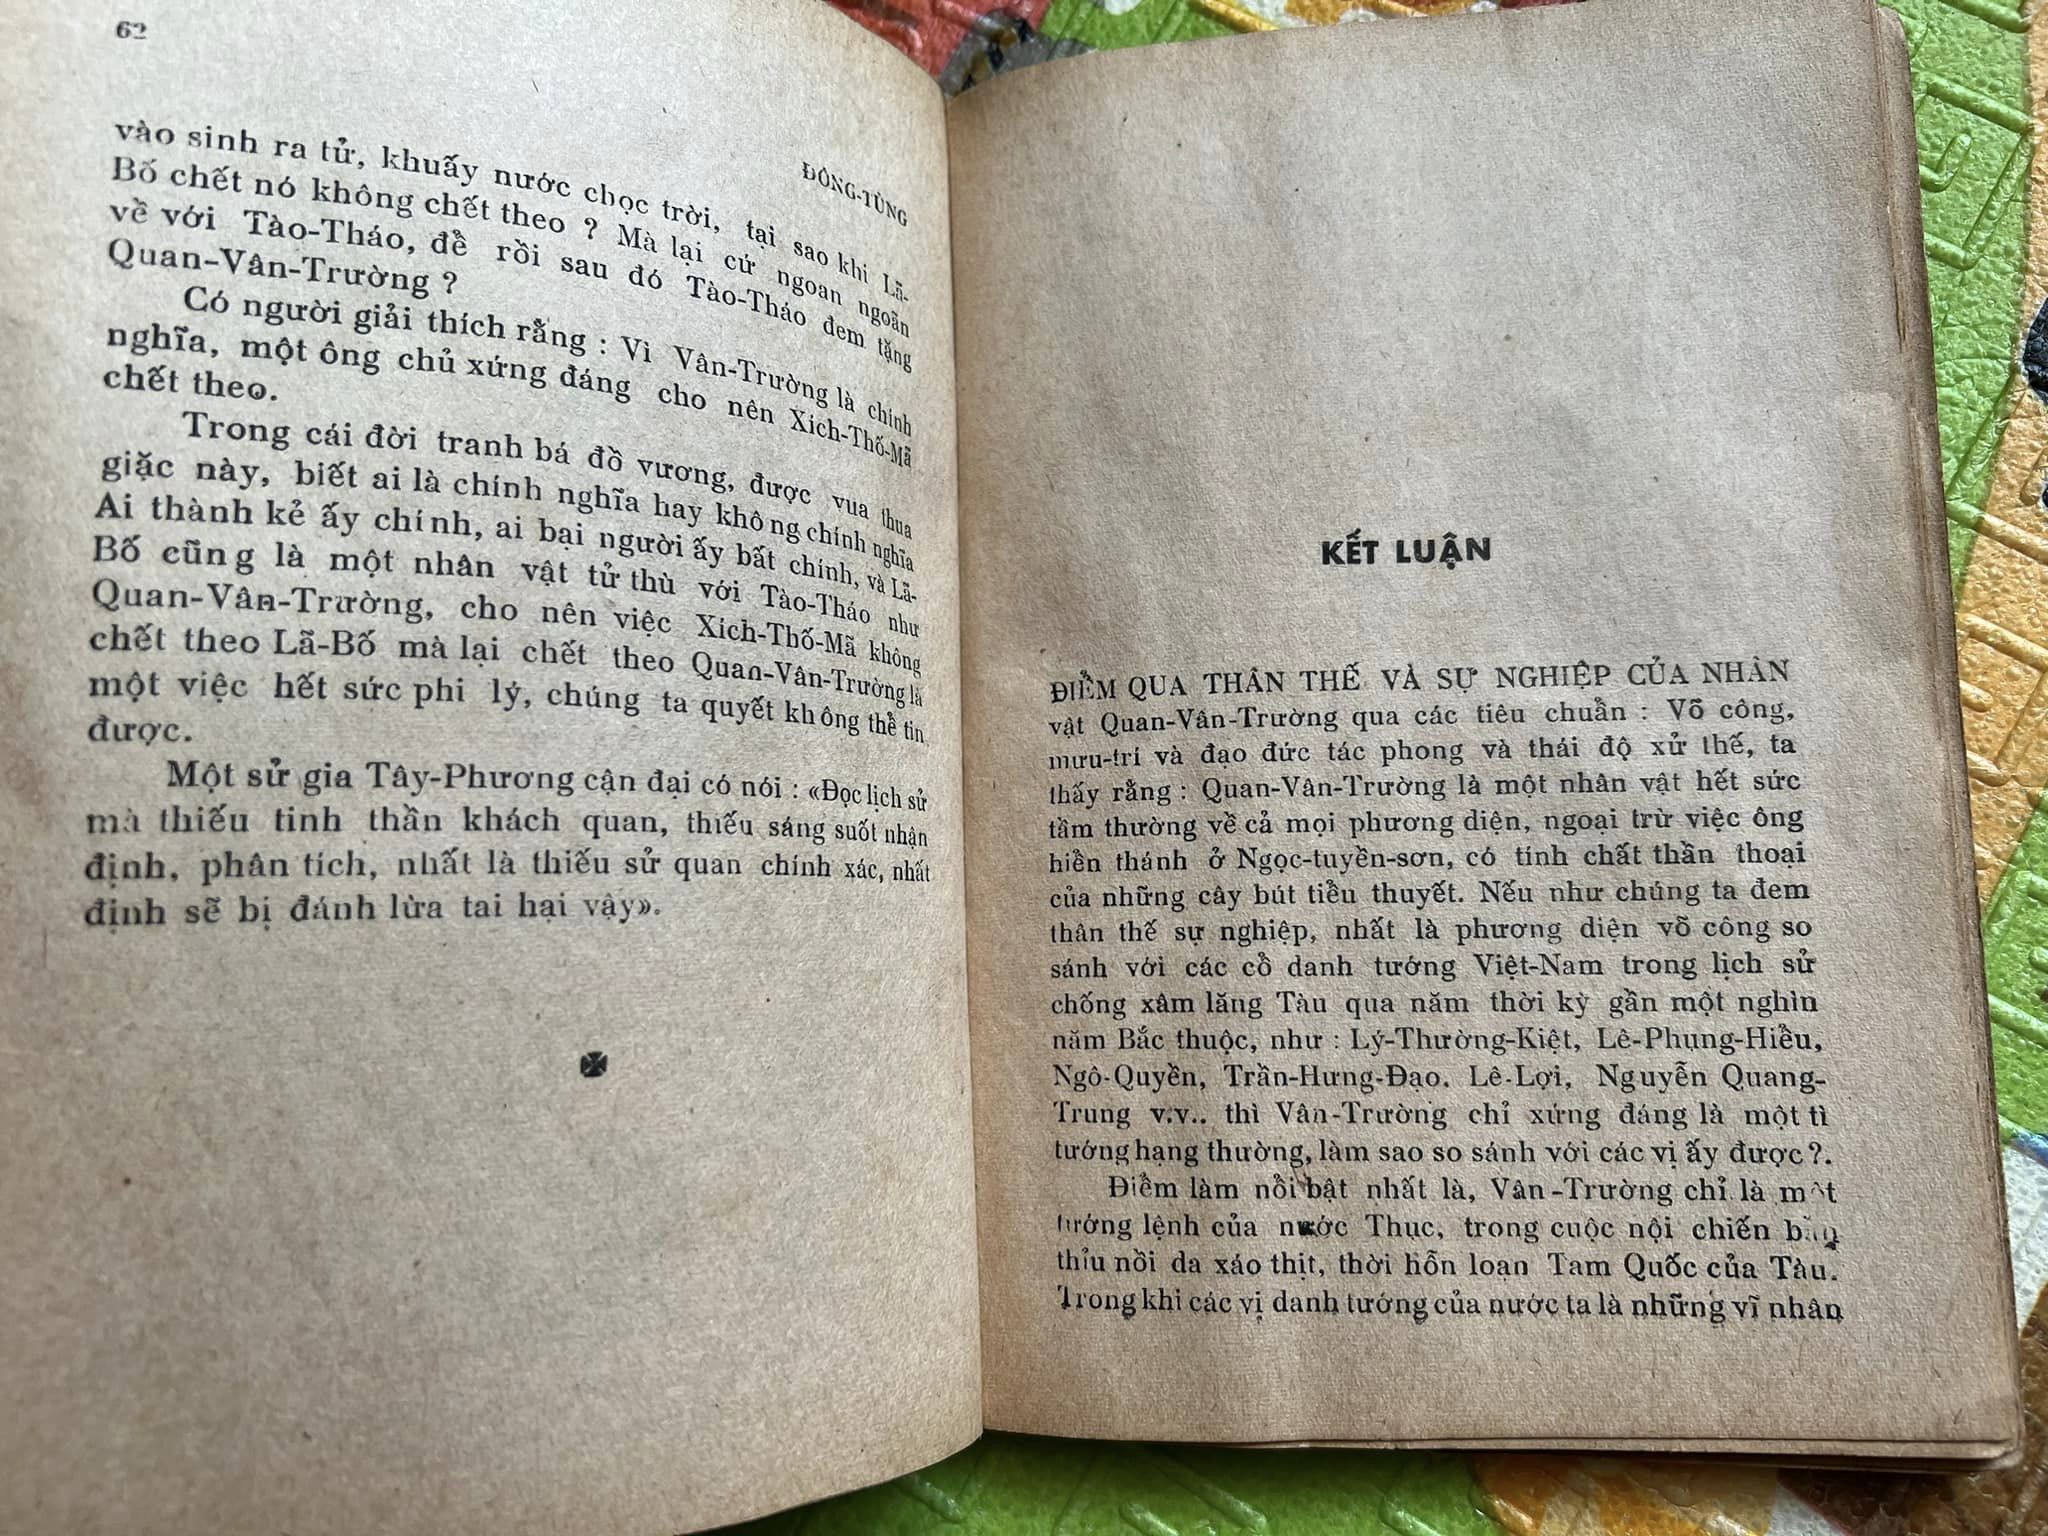 62
ĐÔNG-TÙNG
vào sinh ra tử, khuấy nước chọc trời, tại sao khi Lã-
Bố chết nó không chết theo ? Mà lại cứ ngoan ngoãn
về với Tào-Tháo, để rồi sau đó Tào-Tháo đem tặng
Quan-Vân-Trường ?
Có người giải thích rằng : Vì Vân-Trường là chính
nghĩa, một ông chủ xứng đáng cho nên Xích-Thố-Mã
chết theo.
Trong cái đời tranh bá đồ vương, được vua thua
giặc này, biết ai là chính nghĩa hay không chính nghĩa
Ai thành kẻ ấy chính, ai bại người ấy bất chính, và Lã-
Bố cũng là một nhân vật tử thù với Tào-Tháo như
Quan-Vân-Trường, cho nên việc Xích-Thố-Mã không
chết theo Lã-Bố mà lại chết theo Quan-Vân-Trường là
một việc hết sức phi lý, chúng ta quyết không thể tin
được.
Một sử gia Tây-Phương cận đại có nói : «Đọc lịch sử
mà thiếu tinh thần khách quan, thiếu sáng suốt nhận
định, phân tích, nhất là thiếu sử quan chính xác, nhất
định sẽ bị đánh lừa tai hại vậy».
KẾT LUẬN
ĐIỂM QUA THÂN THẾ VÀ SỰ NGHIỆP CỦA NHÂN
vật Quan-Vân-Trường qua các tiêu chuẩn : Võ công,
mưu-trí và đạo đức tác phong và thái độ xử thế, ta
thấy rằng : Quan-Vân-Trường là một nhân vật hết sức
tầm thường về cả mọi phương diện, ngoại trừ việc ông
hiển thánh ở Ngọc-tuyền-sơn, có tính chất thần thoại
của những cây bút tiểu thuyết. Nếu như chúng ta đem
thân thế sự nghiệp, nhất là phương diện võ công so
sánh với các cổ danh tướng Việt-Nam trong lịch sử
chống xâm lăng Tàu qua năm thời kỳ gần một nghìn
năm Bắc thuộc, như : Lý-Thường-Kiệt, Lê-Phụng-Hiểu,
Ngô-Quyền, Trần-Hưng-Đạo. Lê-Lợi, Nguyễn Quang-
Trung v.v.. thì Vân-Trường chỉ xứng đáng là một tì
tướng hạng thường, làm sao so sánh với các vị ấy được ?.
Điểm làm nổi bật nhất là, Vân-Trường chỉ là một
tướng lệnh của nước Thục, trong cuộc nội chiến bẩn
thỉu nồi da xáo thịt, thời hỗn loạn Tam Quốc của Tàu.
Trong khi các vị danh tướng của nước ta là những vĩ nhân